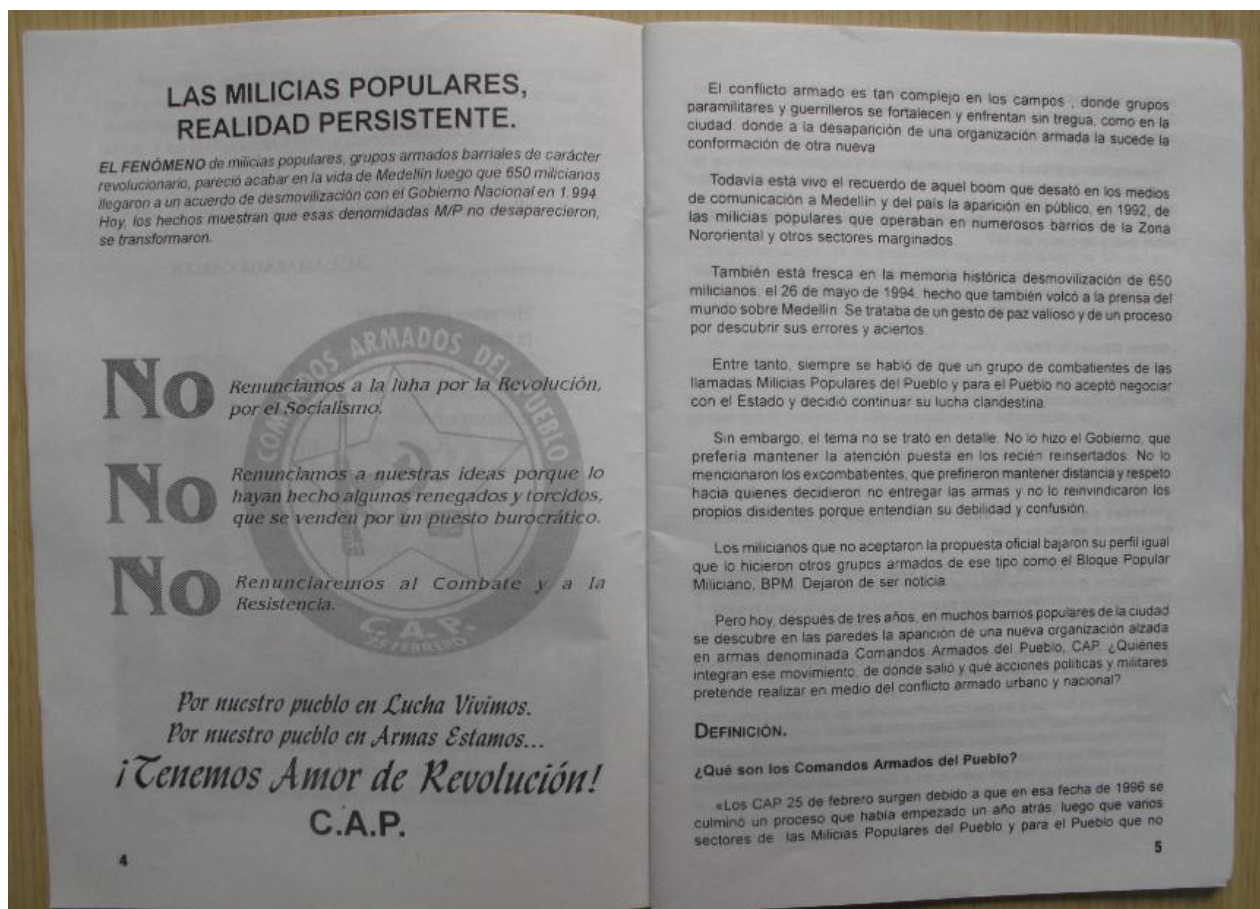 LAS MILICIAS POPULARES,
REALIDAD PERSISTENTE.
EL FENÓMENO de milicias populares, grupos armados barriales de carácter
revolucionario, pareció acabar en la vida de Medellín luego que 650 milicianos
llegaron a un acuerdo de desmovilización con el Gobierno Nacional en 1.994.
Hoy, los hechos muestran que esas denomidadas M/P no desaparecieron,
se transformaron.
COMANDOS ARMADOS DEL PUEBLO
No Renunciamos a la luha por la Revolución,
por el Socialismo.
No Renunciamos a nuestras ideas porque lo
hayan hecho algunos renegados y torcidos,
que se venden por un puesto burocrático.
No Renunciaremos al Combate y a la
Resistencia.
C.A.P.
25 FEBRERO
Por nuestro pueblo en Lucha Vivimos.
Por nuestro pueblo en Armas Estamos...
¡Tenemos Amor de Revolución!
C.A.P.
4
El conflicto armado es tan complejo en los campos , donde grupos
paramilitares y guerrilleros se fortalecen y enfrentan sin tregua, como en la
ciudad, donde a la desaparición de una organización armada la sucede la
conformación de otra nueva
Todavía está vivo el recuerdo de aquel boom que desató en los medios
de comunicación a Medellín y del país la aparición en público, en 1992, de
las milicias populares que operaban en numerosos barrios de la Zona
Nororiental y otros sectores marginados.
También está fresca en la memoria histórica desmovilización de 650
milicianos, el 26 de mayo de 1994, hecho que también volcó a la prensa del
mundo sobre Medellín. Se trataba de un gesto de paz valioso y de un proceso
por descubrir sus errores y aciertos.
Entre tanto, siempre se habló de que un grupo de combatientes de las
llamadas Milicias Populares del Pueblo y para el Pueblo no aceptó negociar
con el Estado y decidió continuar su lucha clandestina.
Sin embargo, el tema no se trató en detalle. No lo hizo el Gobierno, que
prefería mantener la atención puesta en los recién reinsertados. No lo
mencionaron los excombatientes, que prefirieron mantener distancia y respeto
hacia quienes decidieron no entregar las armas y no lo reinvindicaron los
propios disidentes porque entendían su debilidad y confusión.
Los milicianos que no aceptaron la propuesta oficial bajaron su perfil igual
que lo hicieron otros grupos armados de ese tipo como el Bloque Popular
Miliciano, BPM. Dejaron de ser noticia.
Pero hoy, después de tres años, en muchos barrios populares de la ciudad
se descubre en las paredes la aparición de una nueva organización alzada
en armas denominada Comandos Armados del Pueblo, CAP. ¿Quiénes
integran ese movimiento, de dónde salió y qué acciones políticas y militares
pretende realizar en medio del conflicto armado urbano y nacional?
DEFINICIÓN.
¿Qué son los Comandos Armados del Pueblo?
«Los CAP 25 de febrero surgen debido a que en esa fecha de 1996 se
culminó un proceso que había empezado un año atrás, luego que varios
sectores de las Milicias Populares del Pueblo y para el Pueblo que no
5